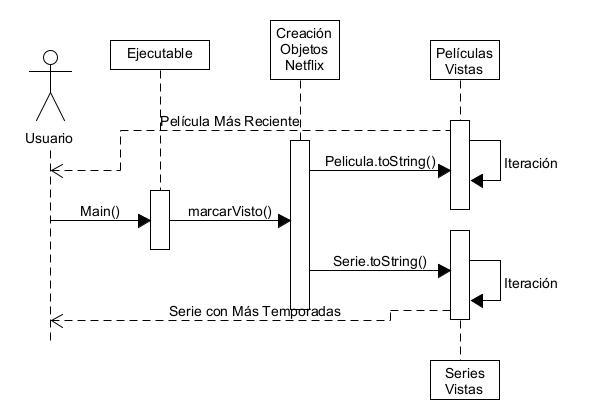 Creación
Objetos
Netflix
Ejecutable
Películas
Vistas
Usuario
Película Más Reciente
Pelicula.toString()
Iteración
Main()
marcarVisto()
Serie.toString()
Iteración
Serie con Más Temporadas
Series
Vistas